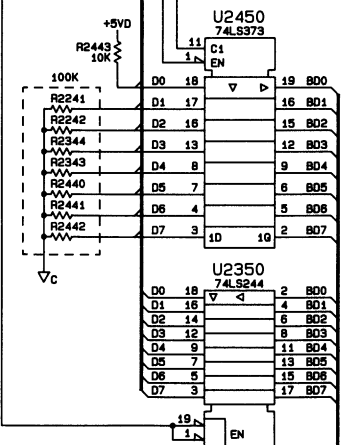 U2450
+5VD
74LS373
R2443
10K
11 C1
1 EN
100K
D0 18 19 BD0
R2241
D1 17 16 BD1
R2242
D2 16 15 BD2
R2344
D3 13 12 BD3
R2343
D4 8 9 BD4
R2440
D5 7 6 BD5
R2441
D6 4 5 BD6
R2442
D7 3 1D 1Q 2 BD7
C
U2350
74LS244
D0 18 2 BD0
D1 16 4 BD1
D2 14 6 BD2
D3 12 8 BD3
D4 9 11 BD4
D5 7 13 BD5
D6 5 15 BD6
D7 3 17 BD7
19
1 EN